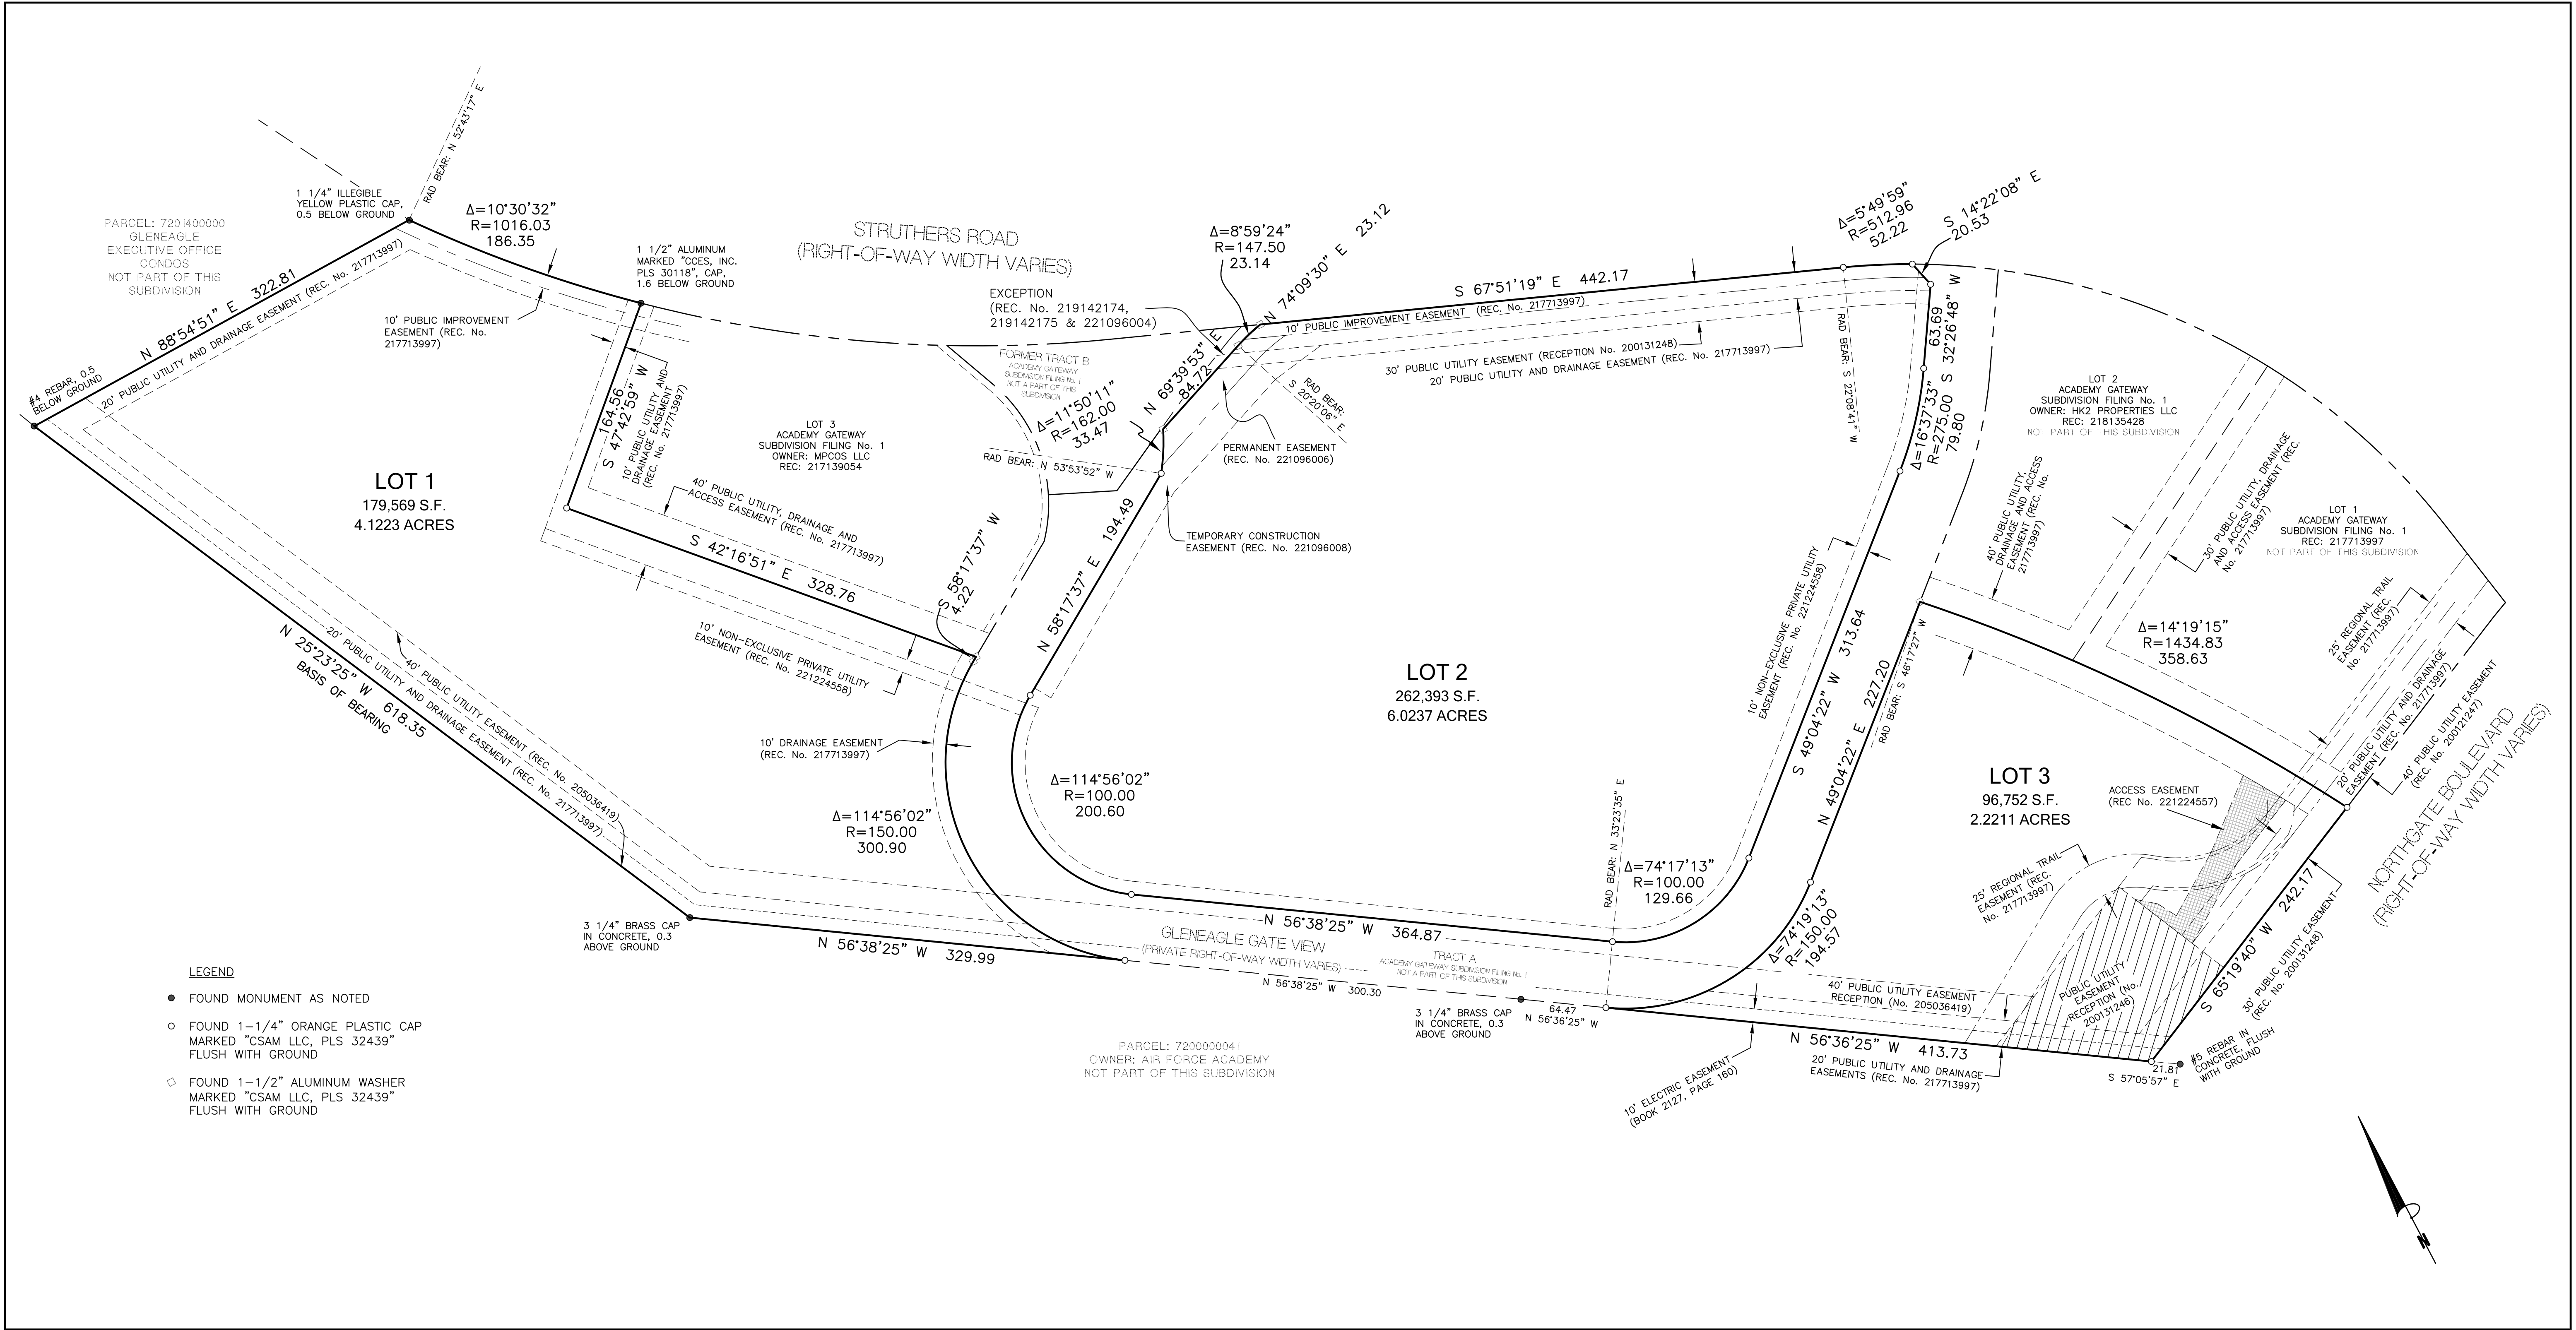 RAD BEAR: N 52°43'17" E
1 1/4" ILLEGIBLE
YELLOW PLASTIC CAP,
0.5 BELOW GROUND
Δ=10°30'32"
R=1016.03
186.35
PARCEL: 7201400000
GLENEAGLE
EXECUTIVE OFFICE
CONDOS
NOT PART OF THIS
SUBDIVISION
N 88°54'51" E 322.81
20' PUBLIC UTILITY AND DRAINAGE EASEMENT (REC. No. 217713997)
#4 REBAR, 0.5
BELOW GROUND
10' PUBLIC IMPROVEMENT
EASEMENT (REC. No.
217713997)
1 1/2" ALUMINUM
MARKED "CCES, INC.
PLS 30118", CAP,
1.6 BELOW GROUND
STRUTHERS ROAD
(RIGHT-OF-WAY WIDTH VARIES)
164.56
S 47°42'59" W
10' PUBLIC UTILITY AND
DRAINAGE EASEMENT
(REC. No. 217713997)
LOT 1
179,569 S.F.
4.1223 ACRES
LOT 3
ACADEMY GATEWAY
SUBDIVISION FILING No. 1
OWNER: MPCOS LLC
REC: 217139054
40' PUBLIC UTILITY, DRAINAGE AND
ACCESS EASEMENT (REC. No. 217713997)
S 42°16'51" E 328.76
10' NON-EXCLUSIVE PRIVATE UTILITY
EASEMENT (REC. No. 221224558)
S 58°17'37" W
4.22
N 25°23'25" W 618.35
BASIS OF BEARING
20' PUBLIC UTILITY AND DRAINAGE EASEMENT (REC. No. 217713997)
40' PUBLIC UTILITY EASEMENT (REC. No. 205036419)
3 1/4" BRASS CAP
IN CONCRETE, 0.3
ABOVE GROUND
N 56°38'25" W 329.99
10' DRAINAGE EASEMENT
(REC. No. 217713997)
Δ=114°56'02"
R=150.00
300.90
Δ=114°56'02"
R=100.00
200.60
FORMER TRACT B
ACADEMY GATEWAY
SUBDIVISION FILING No. 1
NOT A PART OF THIS
SUBDIVISION
EXCEPTION
(REC. No. 219142174,
219142175 & 221096004)
Δ=8°59'24"
R=147.50
23.14
N 74°09'30" E 23.12
N 69°39'53" E
84.72
Δ=11°50'11"
R=162.00
33.47
RAD BEAR: N 53°53'52" W
RAD BEAR:
S 20°20'06" E
PERMANENT EASEMENT
(REC. No. 221096006)
TEMPORARY CONSTRUCTION
EASEMENT (REC. No. 221096008)
N 58°17'37" E 194.49
S 67°51'19" E 442.17
10' PUBLIC IMPROVEMENT EASEMENT (REC. No. 217713997)
30' PUBLIC UTILITY EASEMENT (RECEPTION No. 200131248)
20' PUBLIC UTILITY AND DRAINAGE EASEMENT (REC. No. 217713997)
Δ=5°49'59"
R=512.96
52.22
S 14°22'08" E
20.53
RAD BEAR: S 22°08'41" W
63.69
S 32°26'48" W
Δ=16°37'33"
R=275.00
79.80
LOT 2
262,393 S.F.
6.0237 ACRES
10' NON-EXCLUSIVE PRIVATE UTILITY
EASEMENT (REC. No. 221224558)
S 49°04'22" W 313.64
N 49°04'22" E 227.20
RAD BEAR: S 46°17'27" W
RAD BEAR: N 33°23'35" E
Δ=74°17'13"
R=100.00
129.66
Δ=74°19'13"
R=150.00
194.57
N 56°38'25" W 364.87
GLENEAGLE GATE VIEW
(PRIVATE RIGHT-OF-WAY WIDTH VARIES)
TRACT A
ACADEMY GATEWAY SUBDIVISION FILING No. 1
NOT A PART OF THIS SUBDIVISION
N 56°38'25" W 300.30
3 1/4" BRASS CAP
IN CONCRETE, 0.3
ABOVE GROUND
64.47
N 56°36'25" W
PARCEL: 7200000041
OWNER: AIR FORCE ACADEMY
NOT PART OF THIS SUBDIVISION
LOT 2
ACADEMY GATEWAY
SUBDIVISION FILING No. 1
OWNER: HK2 PROPERTIES LLC
REC: 218135428
NOT PART OF THIS SUBDIVISION
40' PUBLIC UTILITY,
DRAINAGE AND ACCESS
EASEMENT (REC. No.
217713997)
30' PUBLIC UTILITY, DRAINAGE
AND ACCESS EASEMENT (REC.
No. 217713997)
LOT 1
ACADEMY GATEWAY
SUBDIVISION FILING No. 1
REC: 217713997
NOT PART OF THIS SUBDIVISION
25' REGIONAL TRAIL
EASEMENT (REC.
No. 217713997)
Δ=14°19'15"
R=1434.83
358.63
20' PUBLIC UTILITY AND DRAINAGE
EASEMENT (REC. No. 217713997)
40' PUBLIC UTILITY EASEMENT
(REC. No. 200121247)
NORTHGATE BOULEVARD
(RIGHT-OF-WAY WIDTH VARIES)
LOT 3
96,752 S.F.
2.2211 ACRES
ACCESS EASEMENT
(REC No. 221224557)
25' REGIONAL TRAIL
EASEMENT (REC.
No. 217713997)
PUBLIC UTILITY
EASEMENT
RECEPTION (No.
200131246)
S 65°19'40" W 242.17
30' PUBLIC UTILITY EASEMENT
(REC. No. 200131248)
40' PUBLIC UTILITY EASEMENT
RECEPTION (No. 205036419)
N 56°36'25" W 413.73
20' PUBLIC UTILITY AND DRAINAGE
EASEMENTS (REC. No. 217713997)
10' ELECTRIC EASEMENT
(BOOK 2127, PAGE 160)
#5 REBAR IN
CONCRETE, FLUSH
WITH GROUND
21.81
S 57°05'57" E
LEGEND
FOUND MONUMENT AS NOTED
FOUND 1-1/4" ORANGE PLASTIC CAP
MARKED "CSAM LLC, PLS 32439"
FLUSH WITH GROUND
FOUND 1-1/2" ALUMINUM WASHER
MARKED "CSAM LLC, PLS 32439"
FLUSH WITH GROUND
N